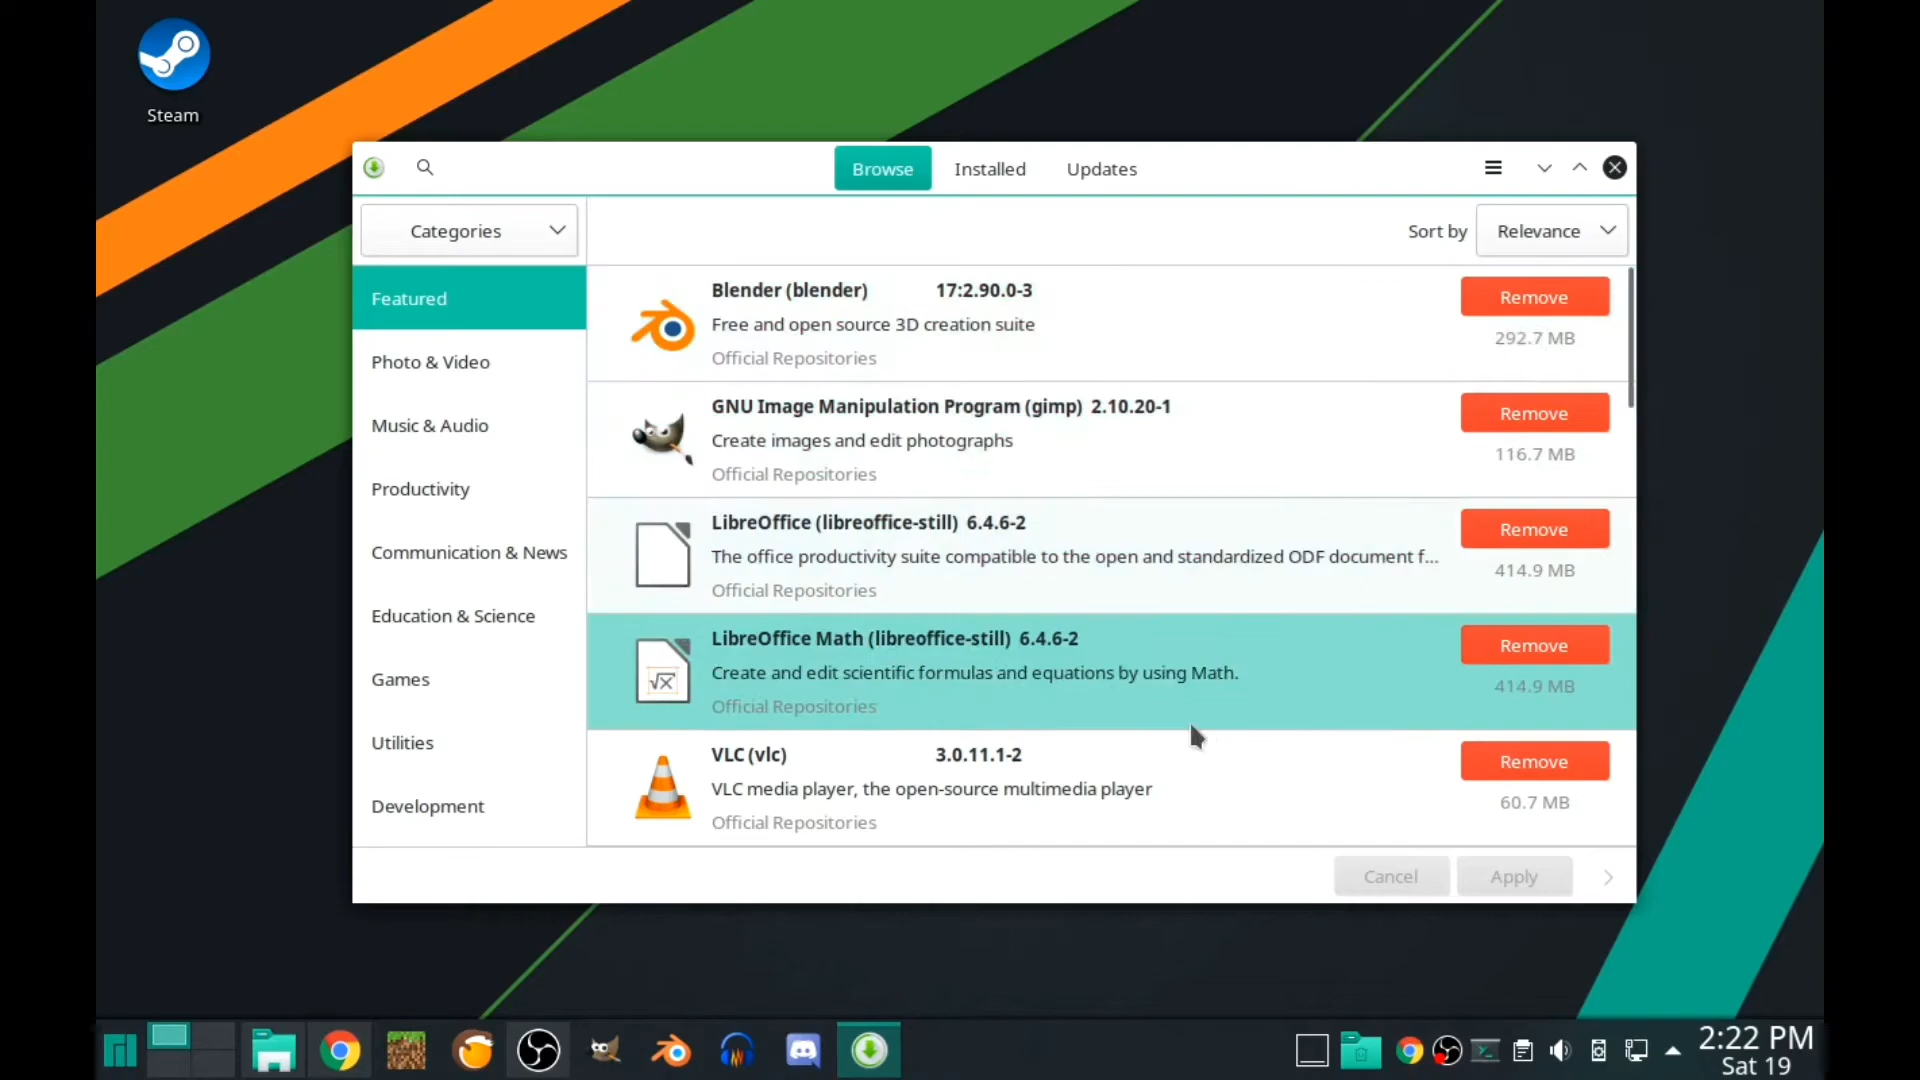 Steam
Browse
Installed
Updates
Categories
Sort by
Relevance
Featured
Photo & Video
Music & Audio
Productivity
Communication & News
Education & Science
Games
Utilities
Development
Blender (blender) 17:2.90.0-3
Remove
Free and open source 3D creation suite
292.7 MB
Official Repositories
GNU Image Manipulation Program (gimp) 2.10.20-1
Remove
Create images and edit photographs
116.7 MB
Official Repositories
LibreOffice (libreoffice-still) 6.4.6-2
Remove
The office productivity suite compatible to the open and standardized ODF document f...
414.9 MB
Official Repositories
LibreOffice Math (libreoffice-still) 6.4.6-2
Remove
Create and edit scientific formulas and equations by using Math.
414.9 MB
Official Repositories
VLC (vlc) 3.0.11.1-2
Remove
VLC media player, the open-source multimedia player
60.7 MB
Official Repositories
Cancel
Apply
2:22 PM
Sat 19